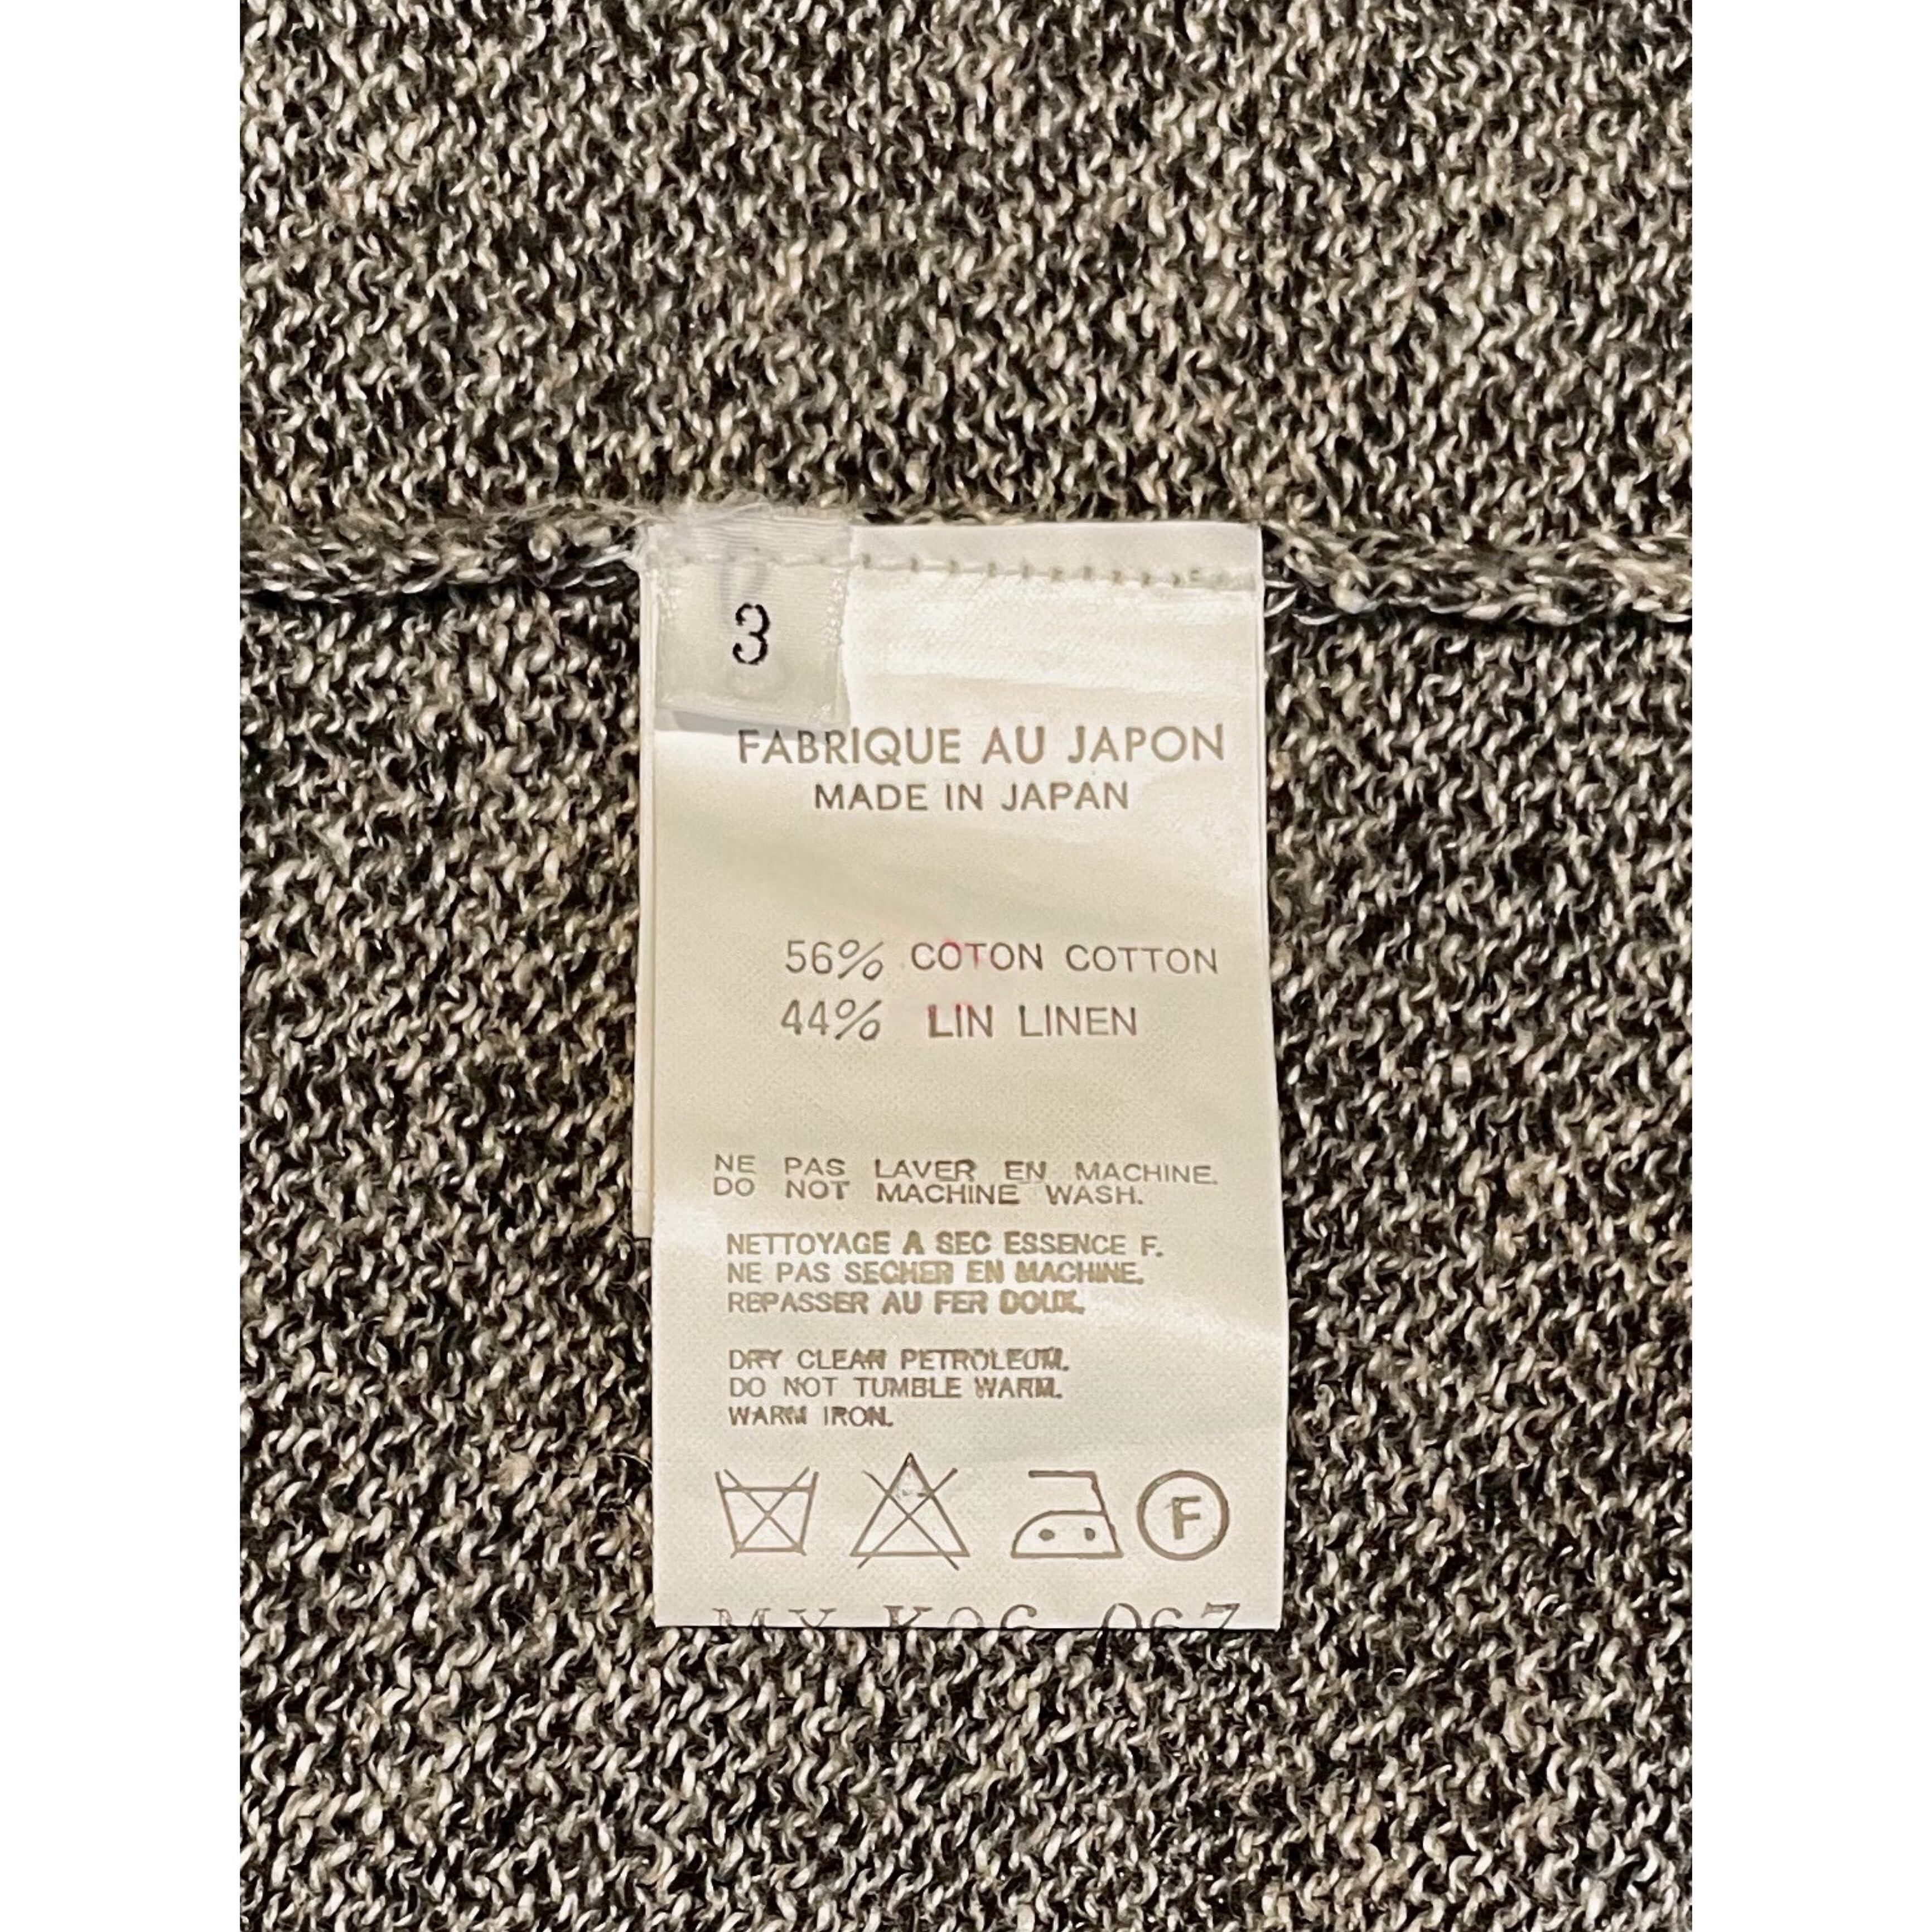 3
FABRIQUE AU JAPON
MADE IN JAPAN
56% COTON COTTON
44% LIN LINEN
NE PAS LAVER EN MACHINE.
DO NOT MACHINE WASH.
NETTOYAGE A SEC ESSENCE F.
NE PAS SECHER EN MACHINE.
REPASSER AU FER DOUX.
DRY CLEAN PETROLEUM.
DO NOT TUMBLE WARM.
WARM IRON.
F